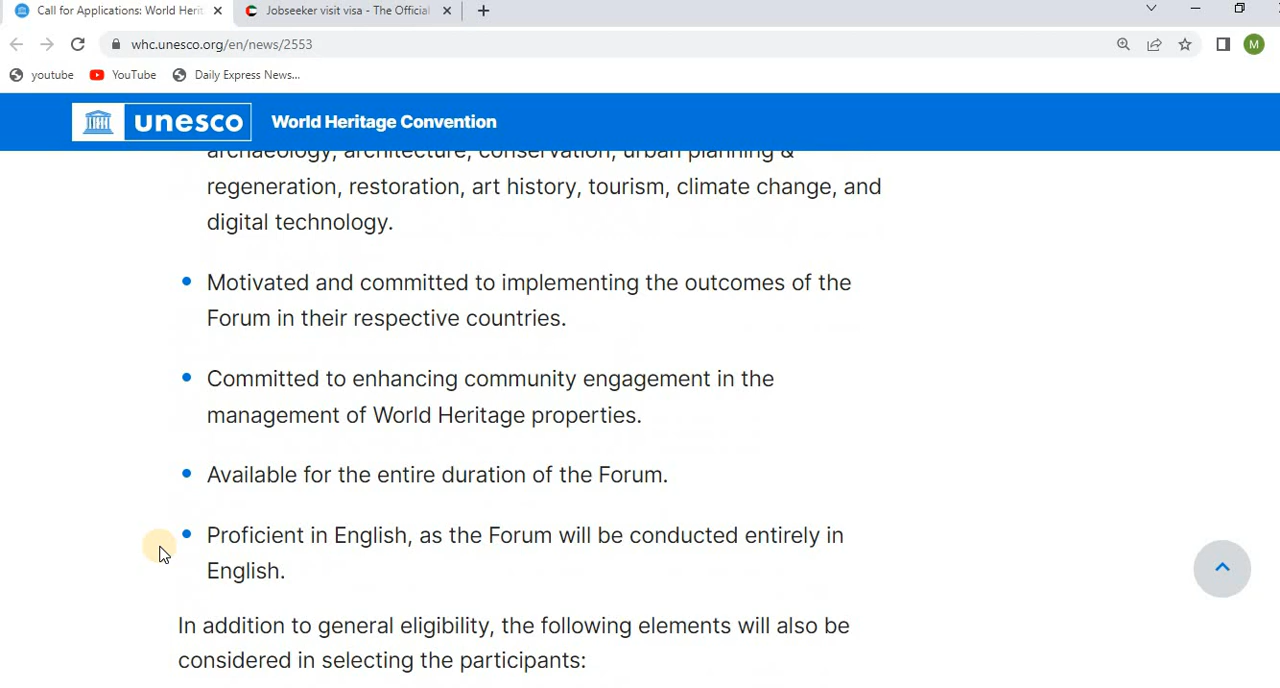 Call for Applications: World Herit
Jobseeker visit visa - The Official
whc.unesco.org/en/news/2553
M
youtube
YouTube
Daily Express News...
unesco
World Heritage Convention
archaeology, architecture, conservation, urban planning &
regeneration, restoration, art history, tourism, climate change, and
digital technology.
Motivated and committed to implementing the outcomes of the
Forum in their respective countries.
Committed to enhancing community engagement in the
management of World Heritage properties.
Available for the entire duration of the Forum.
Proficient in English, as the Forum will be conducted entirely in
English.
In addition to general eligibility, the following elements will also be
considered in selecting the participants: